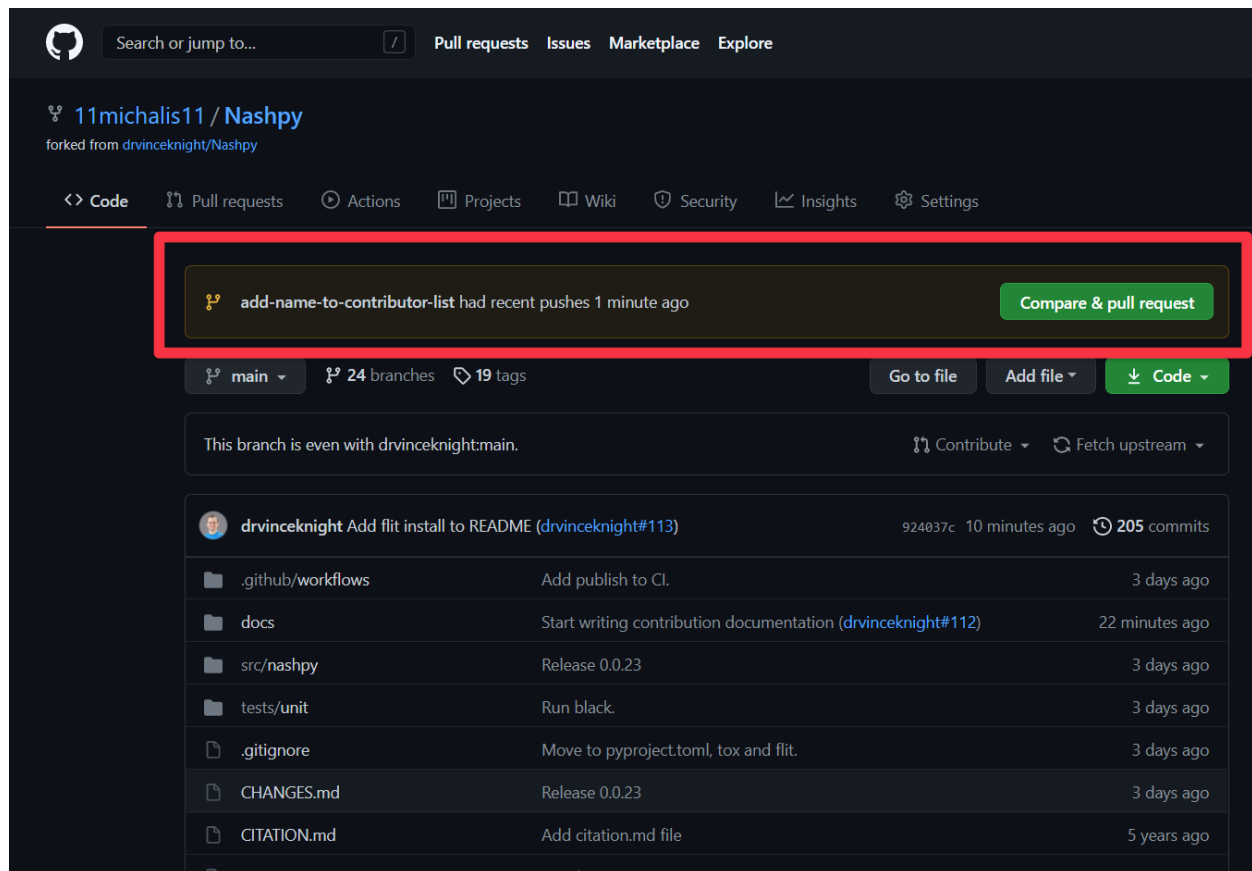 Search or jump to... / Pull requests Issues Marketplace Explore
11michalis11 / Nashpy
forked from drvinceknight/Nashpy
<> Code Pull requests Actions Projects Wiki Security Insights Settings
add-name-to-contributor-list had recent pushes 1 minute ago Compare & pull request
main 24 branches 19 tags Go to file Add file Code
This branch is even with drvinceknight:main. Contribute Fetch upstream
drvinceknight Add flit install to README (drvinceknight#113) 924037c 10 minutes ago 205 commits
.github/workflows Add publish to CI. 3 days ago
docs Start writing contribution documentation (drvinceknight#112) 22 minutes ago
src/nashpy Release 0.0.23 3 days ago
tests/unit Run black. 3 days ago
.gitignore Move to pyproject.toml, tox and flit. 3 days ago
CHANGES.md Release 0.0.23 3 days ago
CITATION.md Add citation.md file 5 years ago